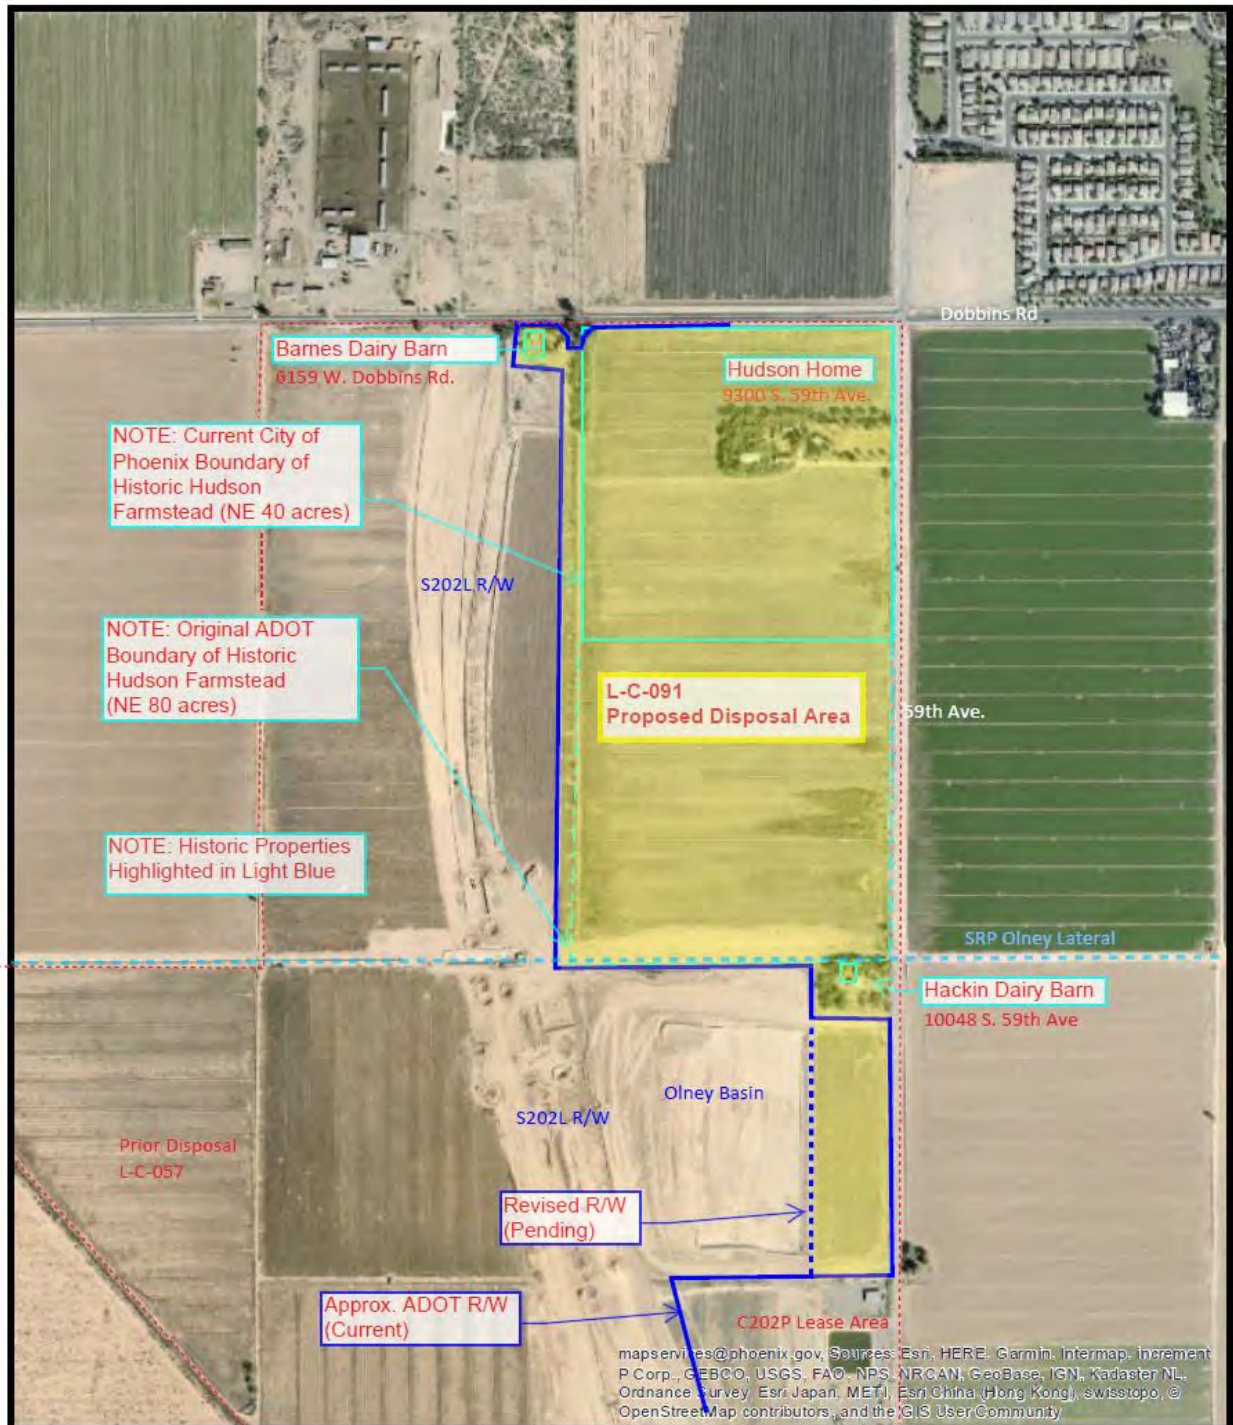 Dobbins Rd
Barnes Dairy Barn
6159 W. Dobbins Rd.
Hudson Home
9300 S. 59th Ave.
NOTE: Current City of
Phoenix Boundary of
Historic Hudson
Farmstead (NE 40 acres)
S202L R/W
NOTE: Original ADOT
Boundary of Historic
Hudson Farmstead
(NE 80 acres)
L-C-091
Proposed Disposal Area
59th Ave.
NOTE: Historic Properties
Highlighted in Light Blue
SRP Olney Lateral
Hackin Dairy Barn
10048 S. 59th Ave
Olney Basin
S202L R/W
Prior Disposal
L-C-057
Revised R/W
(Pending)
Approx. ADOT R/W
(Current)
C202P Lease Area
mapservices@phoenix.gov, Sources: Esri, HERE, Garmin, Intermap, increment
P Corp., GEBCO, USGS, FAO, NPS, NRCAN, GeoBase, IGN, Kadaster NL,
Ordnance Survey, Esri Japan, METI, Esri China (Hong Kong), swisstopo, ©
OpenStreetMap contributors, and the GIS User Community